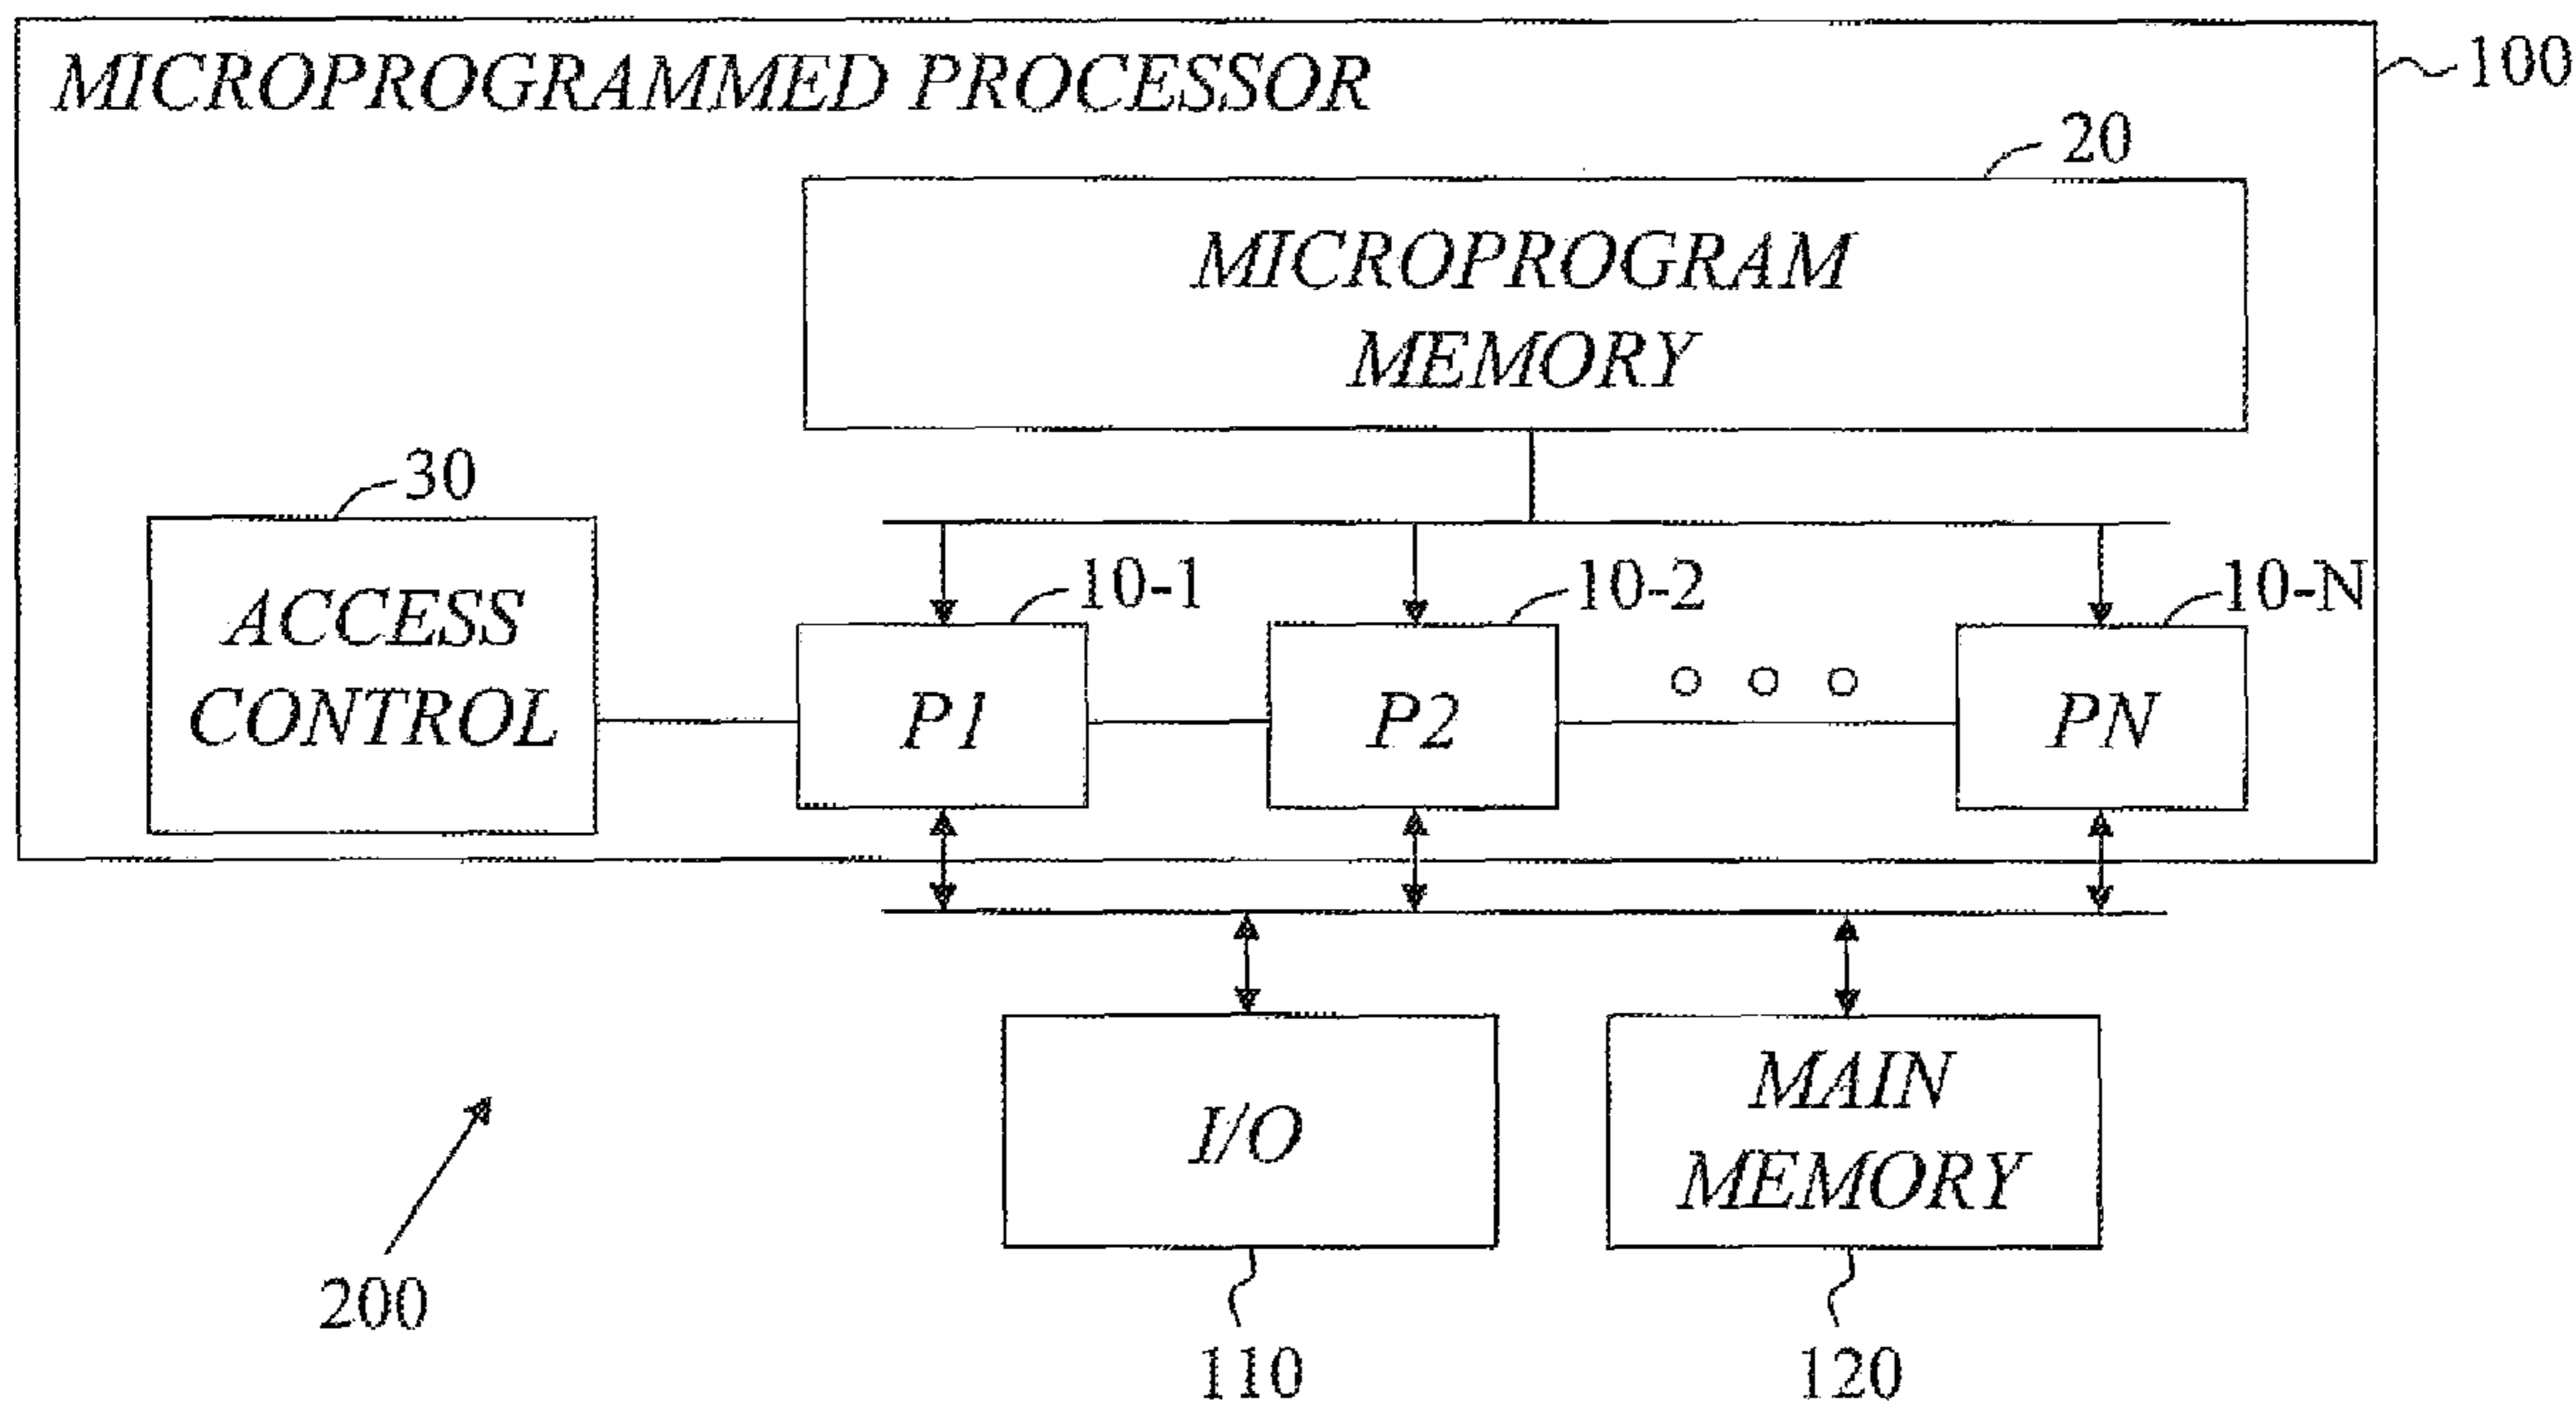 MICROPROGRAMMED PROCESSOR
100
20
MICROPROGRAM
MEMORY
30
ACCESS
CONTROL
10-1
10-2
10-N
P1
P2
PN
I/O
MAIN
MEMORY
200
110
120